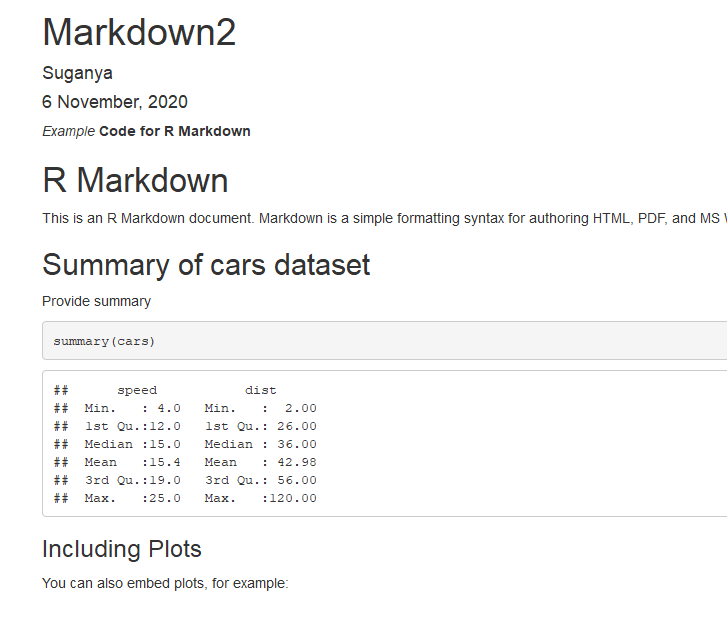 Markdown2
Suganya
6 November, 2020
Example Code for R Markdown
R Markdown
This is an R Markdown document. Markdown is a simple formatting syntax for authoring HTML, PDF, and MS
Summary of cars dataset
Provide summary
summary(cars)
##      speed           dist
##  Min.   : 4.0   Min.   :  2.00
##  1st Qu.:12.0   1st Qu.: 26.00
##  Median :15.0   Median : 36.00
##  Mean   :15.4   Mean   : 42.98
##  3rd Qu.:19.0   3rd Qu.: 56.00
##  Max.   :25.0   Max.   :120.00
Including Plots
You can also embed plots, for example: